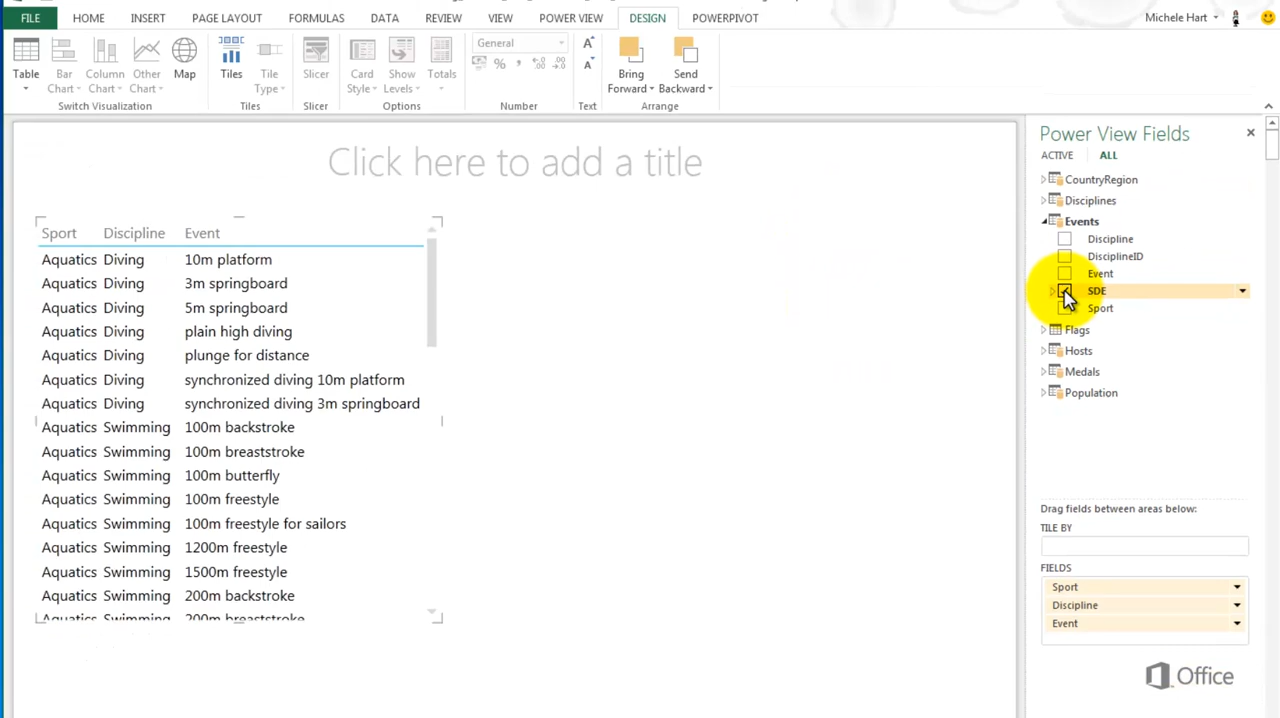 FILE HOME INSERT PAGE LAYOUT FORMULAS DATA REVIEW VIEW POWER VIEW DESIGN POWERPIVOT Michele Hart
General
Table Bar Chart Column Chart Other Chart Map Tiles Tile Type Slicer Card Style Show Levels Totals % , .00 .00 A A Bring Forward Send Backward
Switch Visualization Tiles Slicer Options Number Text Arrange
Click here to add a title
Sport Discipline Event
Aquatics Diving 10m platform
Aquatics Diving 3m springboard
Aquatics Diving 5m springboard
Aquatics Diving plain high diving
Aquatics Diving plunge for distance
Aquatics Diving synchronized diving 10m platform
Aquatics Diving synchronized diving 3m springboard
Aquatics Swimming 100m backstroke
Aquatics Swimming 100m breaststroke
Aquatics Swimming 100m butterfly
Aquatics Swimming 100m freestyle
Aquatics Swimming 100m freestyle for sailors
Aquatics Swimming 1200m freestyle
Aquatics Swimming 1500m freestyle
Aquatics Swimming 200m backstroke
Aquatics Swimming 200m breaststroke
Power View Fields
ACTIVE ALL
CountryRegion
Disciplines
Events
Discipline
DisciplineID
Event
SDE
Sport
Flags
Hosts
Medals
Population
Drag fields between areas below:
TILE BY
FIELDS
Sport
Discipline
Event
Office